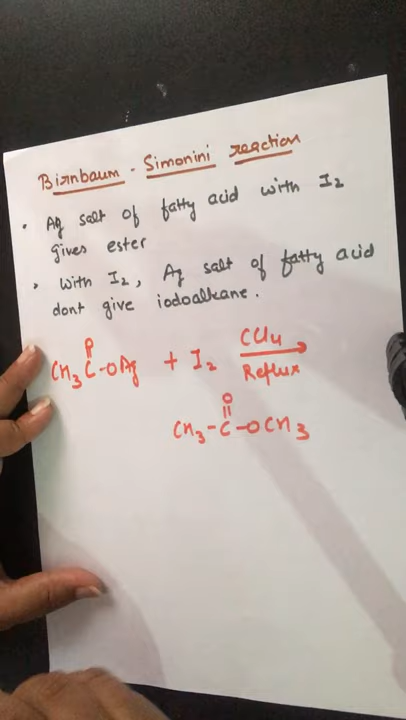 Birnbaum - Simonini reaction
• Ag salt of fatty acid with I2
gives ester
• With I2, Ag salt of fatty acid
dont give iodoalkane.
O
CH3 C-OAg + I2 CCl4
Reflux
O
CH3-C-OCH3